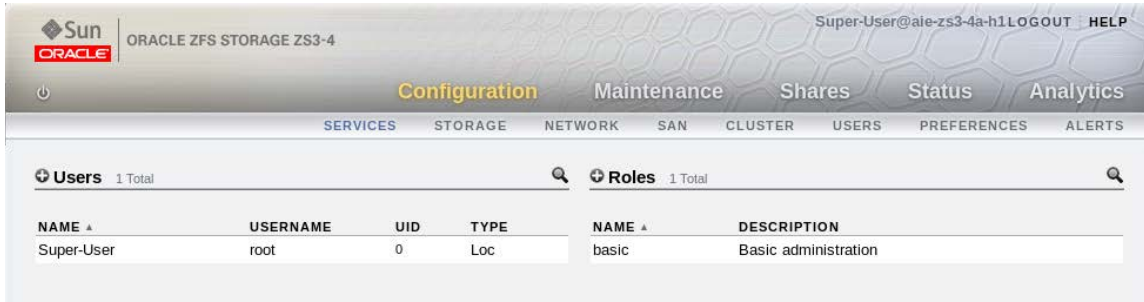 Super-User@aie-zs3-4a-h1 LOGOUT HELP
Sun
ORACLE
ORACLE ZFS STORAGE ZS3-4
Configuration Maintenance Shares Status Analytics
SERVICES STORAGE NETWORK SAN CLUSTER USERS PREFERENCES ALERTS
Users 1 Total
NAME USERNAME UID TYPE
Super-User root 0 Loc
Roles 1 Total
NAME DESCRIPTION
basic Basic administration